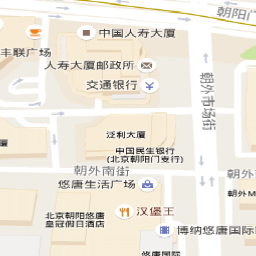 朝阳门
中国人寿大厦
丰联广场
人寿大厦邮政所
交通银行
朝外市场街
泛利大厦
中国民生银行
(北京朝阳门支行)
朝外南街
悠唐生活广场
朝外
北京朝阳悠唐
皇冠假日酒店
汉堡王
博纳悠唐国际
悠唐国际